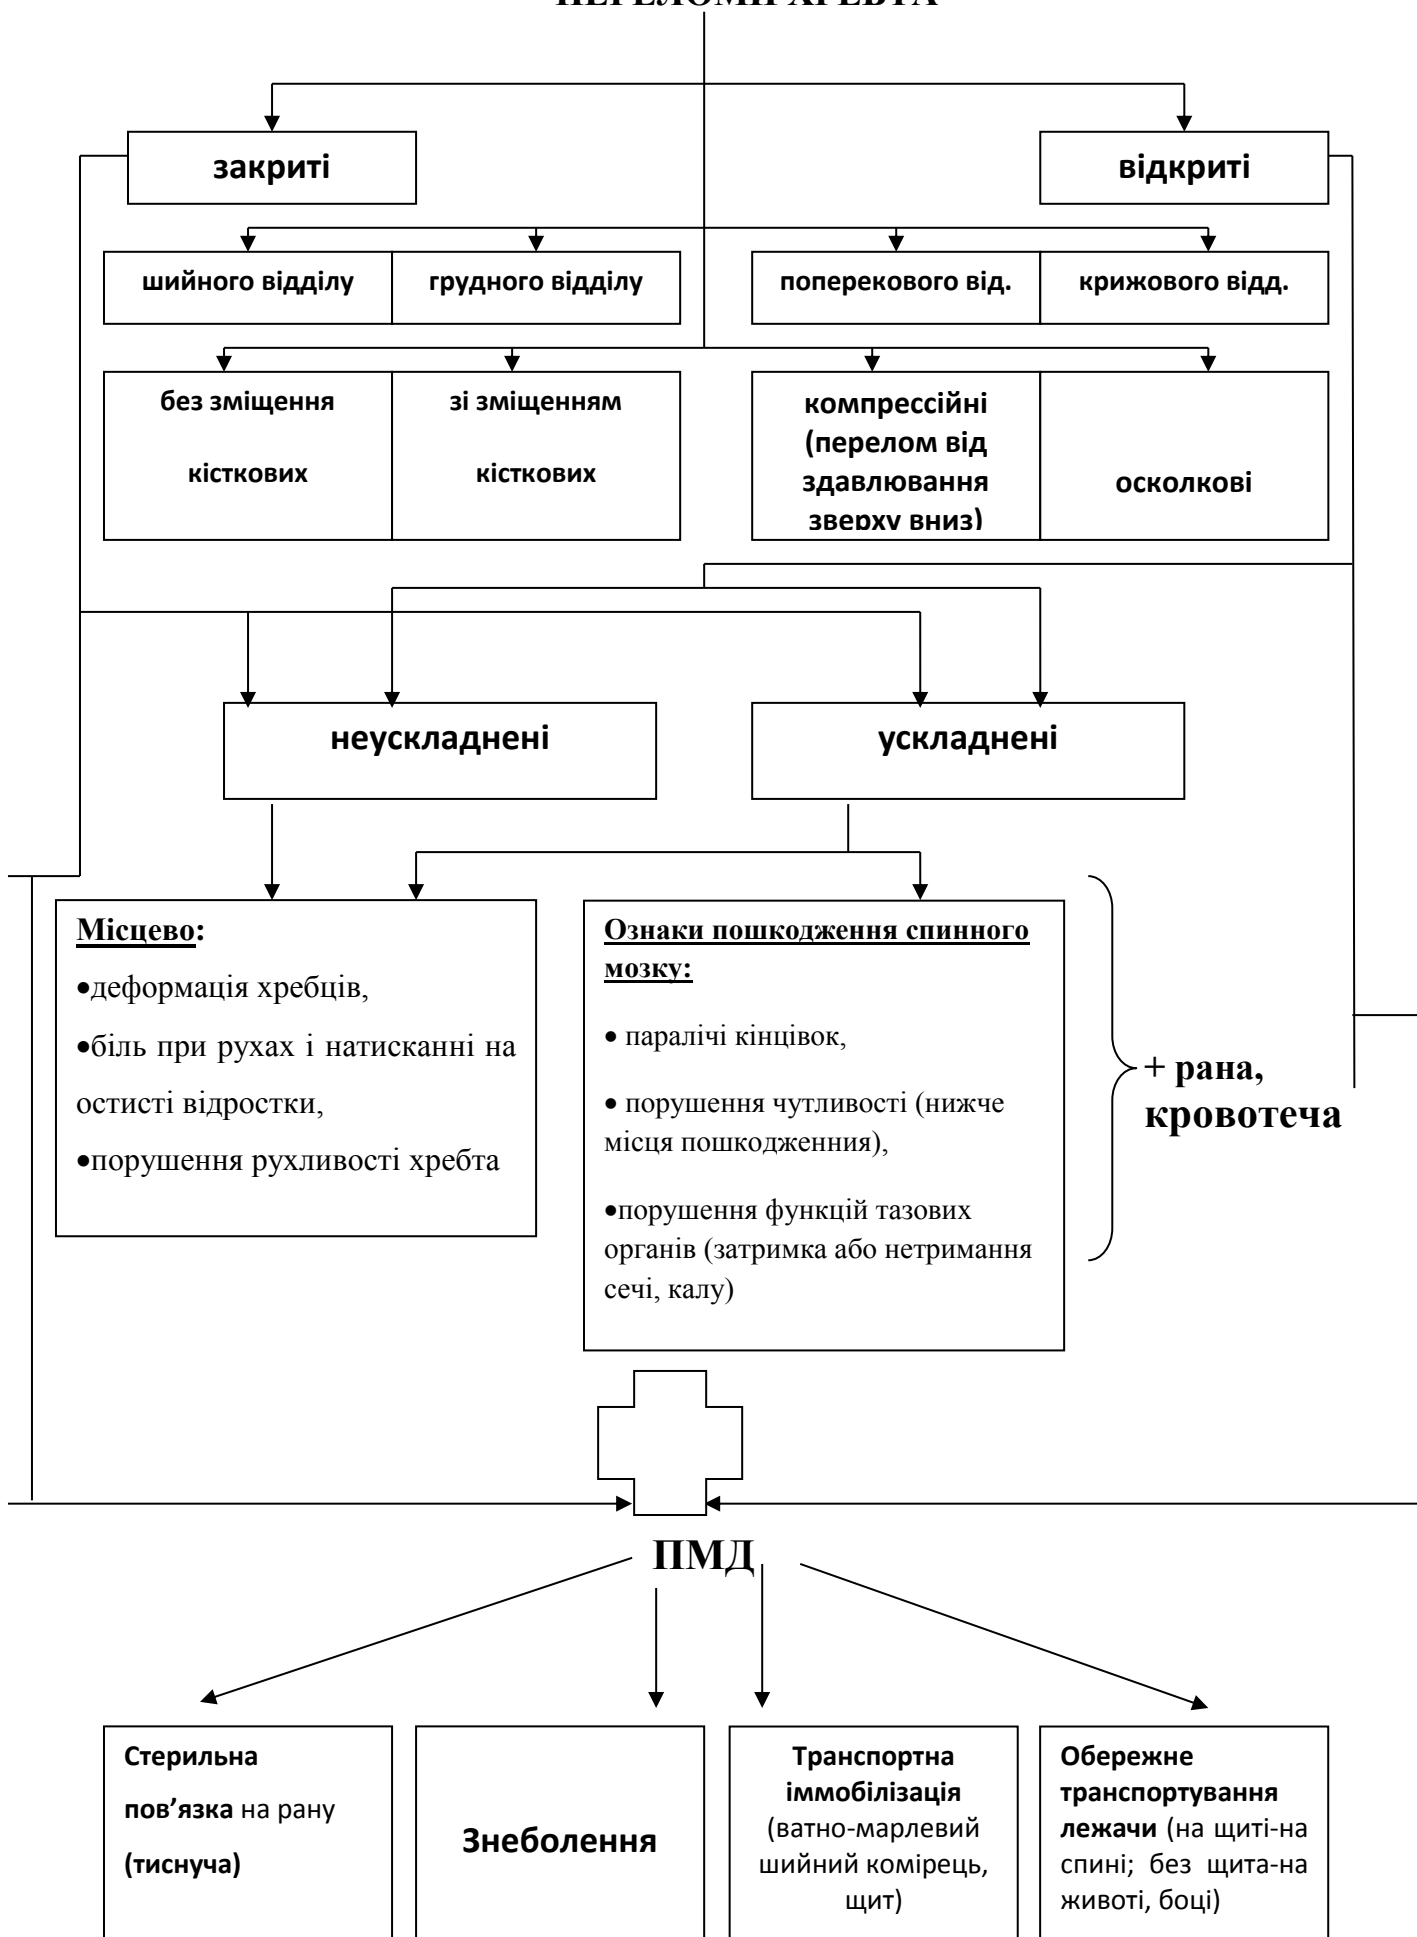 ПЕРЕЛОМИ ХРЕБТА
закриті
відкриті
шийного відділу
грудного відділу
поперекового від.
крижового відд.
без зміщення
кісткових
зі зміщенням
кісткових
компрессійні
(перелом від
здавлювання
зверху вниз)
осколкові
неускладнені
ускладнені
Місцево:
•деформація хребців,
•біль при рухах і натисканні на
остисті відростки,
•порушення рухливості хребта
Ознаки пошкодження спинного
мозку:
• паралічі кінцівок,
• порушення чутливості (нижче
місця пошкодженния),
•порушення функцій тазових
органів (затримка або нетримання
сечі, калу)
+ рана,
кровотеча
ПМД
Стерильна
пов’язка на рану
(тиснуча)
Знеболення
Транспортна
іммобілізація
(ватно-марлевий
шийний комірець,
щит)
Обережне
транспортування
лежачи (на щиті-на
спині; без щита-на
животі, боці)